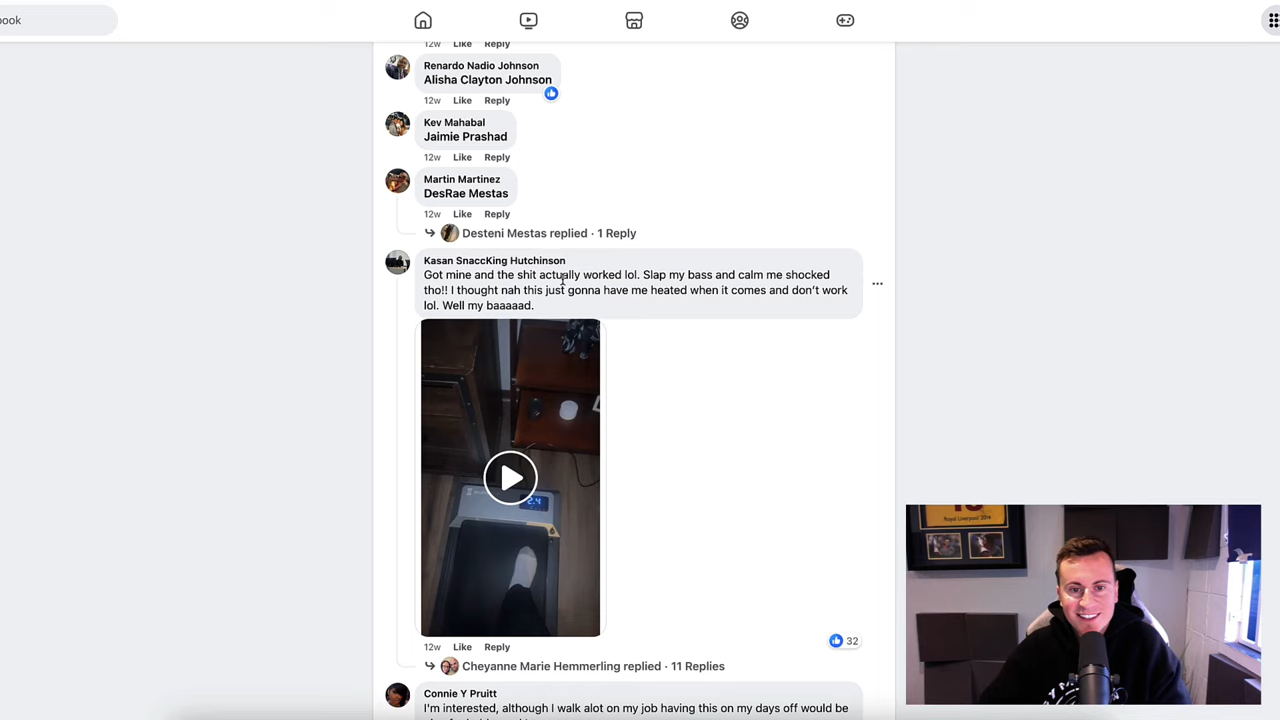 ook
12w Like Reply
Renardo Nadio Johnson
Alisha Clayton Johnson
12w Like Reply
Kev Mahabal
Jaimie Prashad
12w Like Reply
Martin Martinez
DesRae Mestas
12w Like Reply
Desteni Mestas replied · 1 Reply
Kasan SnaccKing Hutchinson
Got mine and the shit actually worked lol. Slap my bass and calm me shocked
tho!! I thought nah this just gonna have me heated when it comes and don’t work
lol. Well my baaaaad.
2.4
12w Like Reply
32
Cheyanne Marie Hemmerling replied · 11 Replies
Connie Y Pruitt
I'm interested, although I walk alot on my job having this on my days off would be
Royal Liverpool 2014